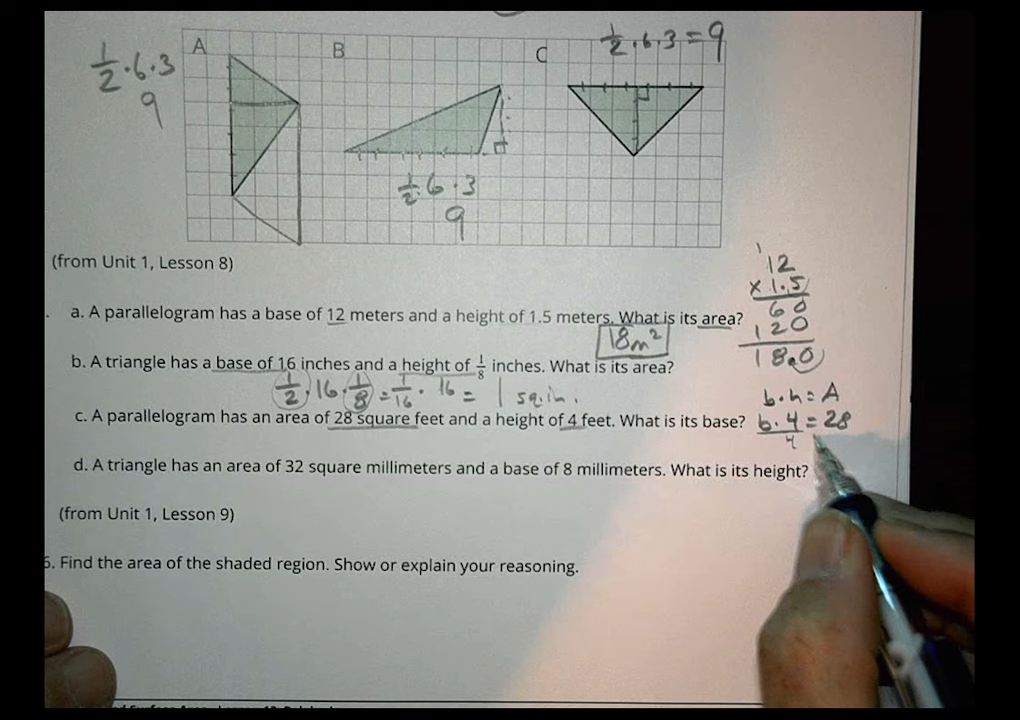 A
B
C
1/2 · 6 · 3 = 9
1/2 · 6 · 3
9
1/2 · 6 · 3
9
(from Unit 1, Lesson 8)
1
12
x 1.5
60
120
18.0
a. A parallelogram has a base of 12 meters and a height of 1.5 meters. What is its area?
18m²
b. A triangle has a base of 16 inches and a height of 1/8 inches. What is its area?
1/2 · 16 · 1/8 = 1/16 · 16 = 1 sq.in.
b·h = A
c. A parallelogram has an area of 28 square feet and a height of 4 feet. What is its base?
b · 4 = 28
4
d. A triangle has an area of 32 square millimeters and a base of 8 millimeters. What is its height?
(from Unit 1, Lesson 9)
6. Find the area of the shaded region. Show or explain your reasoning.